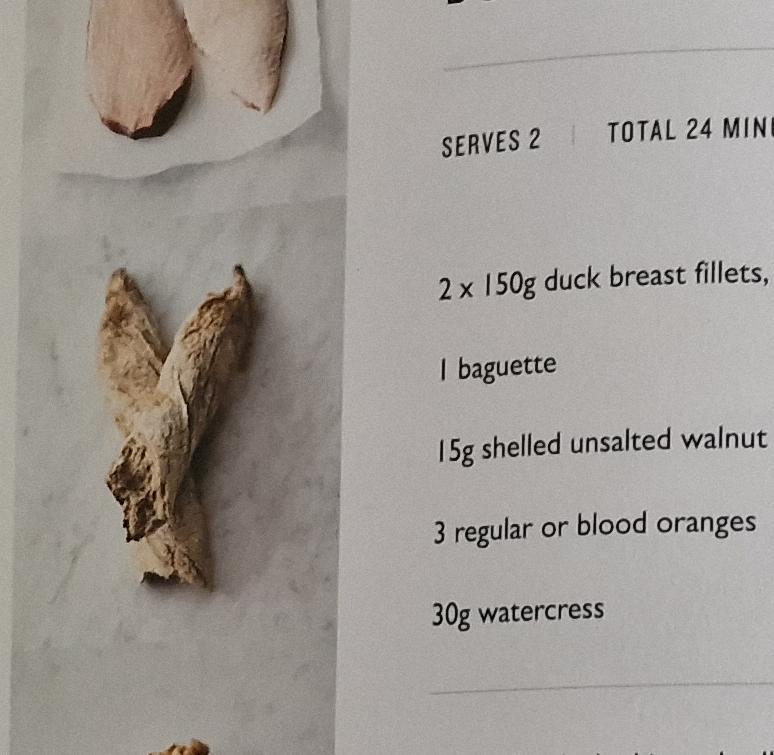 SERVES 2 | TOTAL 24
2 x 150g duck breast fillets,
1 baguette
15g shelled unsalted walnut
3 regular or blood oranges
30g watercress